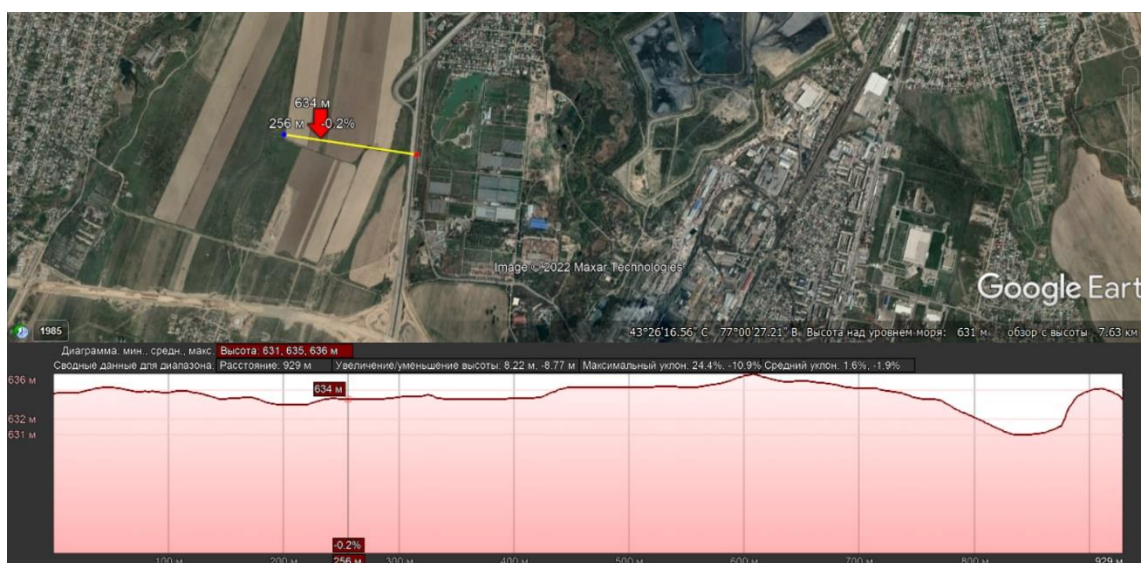 634 м
256 м -0.2%
Image © 2022 Maxar Technologies
Google Eart
1985
43°26'16.56" С 77°00'27.21" В Высота над уровнем моря: 631 м обзор с высоты 7.63 км
Диаграмма: мин., средн., макс. Высота: 631, 635, 636 м
Сводные данные для диапазона: Расстояние: 929 м Увеличение/уменьшение высоты: 8.22 м, -8.77 м Максимальный уклон: 24.4%, -10.9% Средний уклон: 1.6%, -1.9%
636 м
634 м
632 м
631 м
-0.2%
100 м 200 м 256 м 300 м 400 м 500 м 600 м 700 м 800 м 929 м